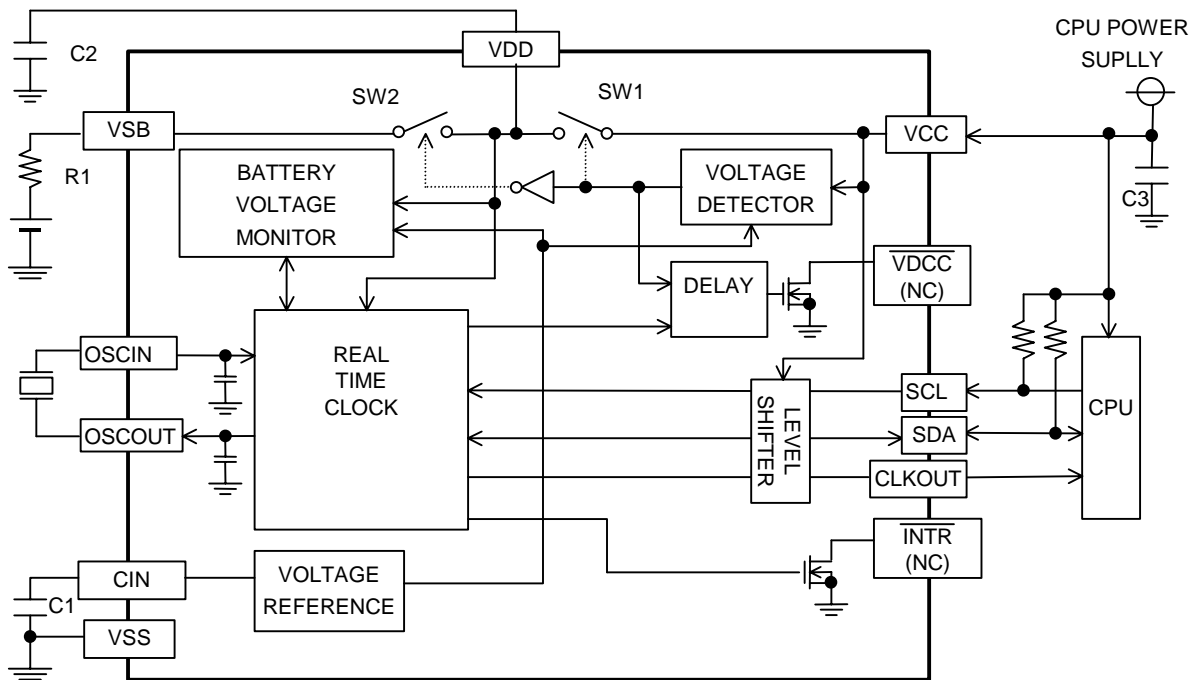 CPU POWER
SUPLLY
C2
VDD
SW2
SW1
VSB
VCC
R1
BATTERY
VOLTAGE
MONITOR
VOLTAGE
DETECTOR
C3
VDCC
(NC)
DELAY
OSCIN
REAL
TIME
CLOCK
LEVEL
SHIFTER
SCL
CPU
OSCOUT
SDA
CLKOUT
INTR
(NC)
CIN
VOLTAGE
REFERENCE
C1
VSS